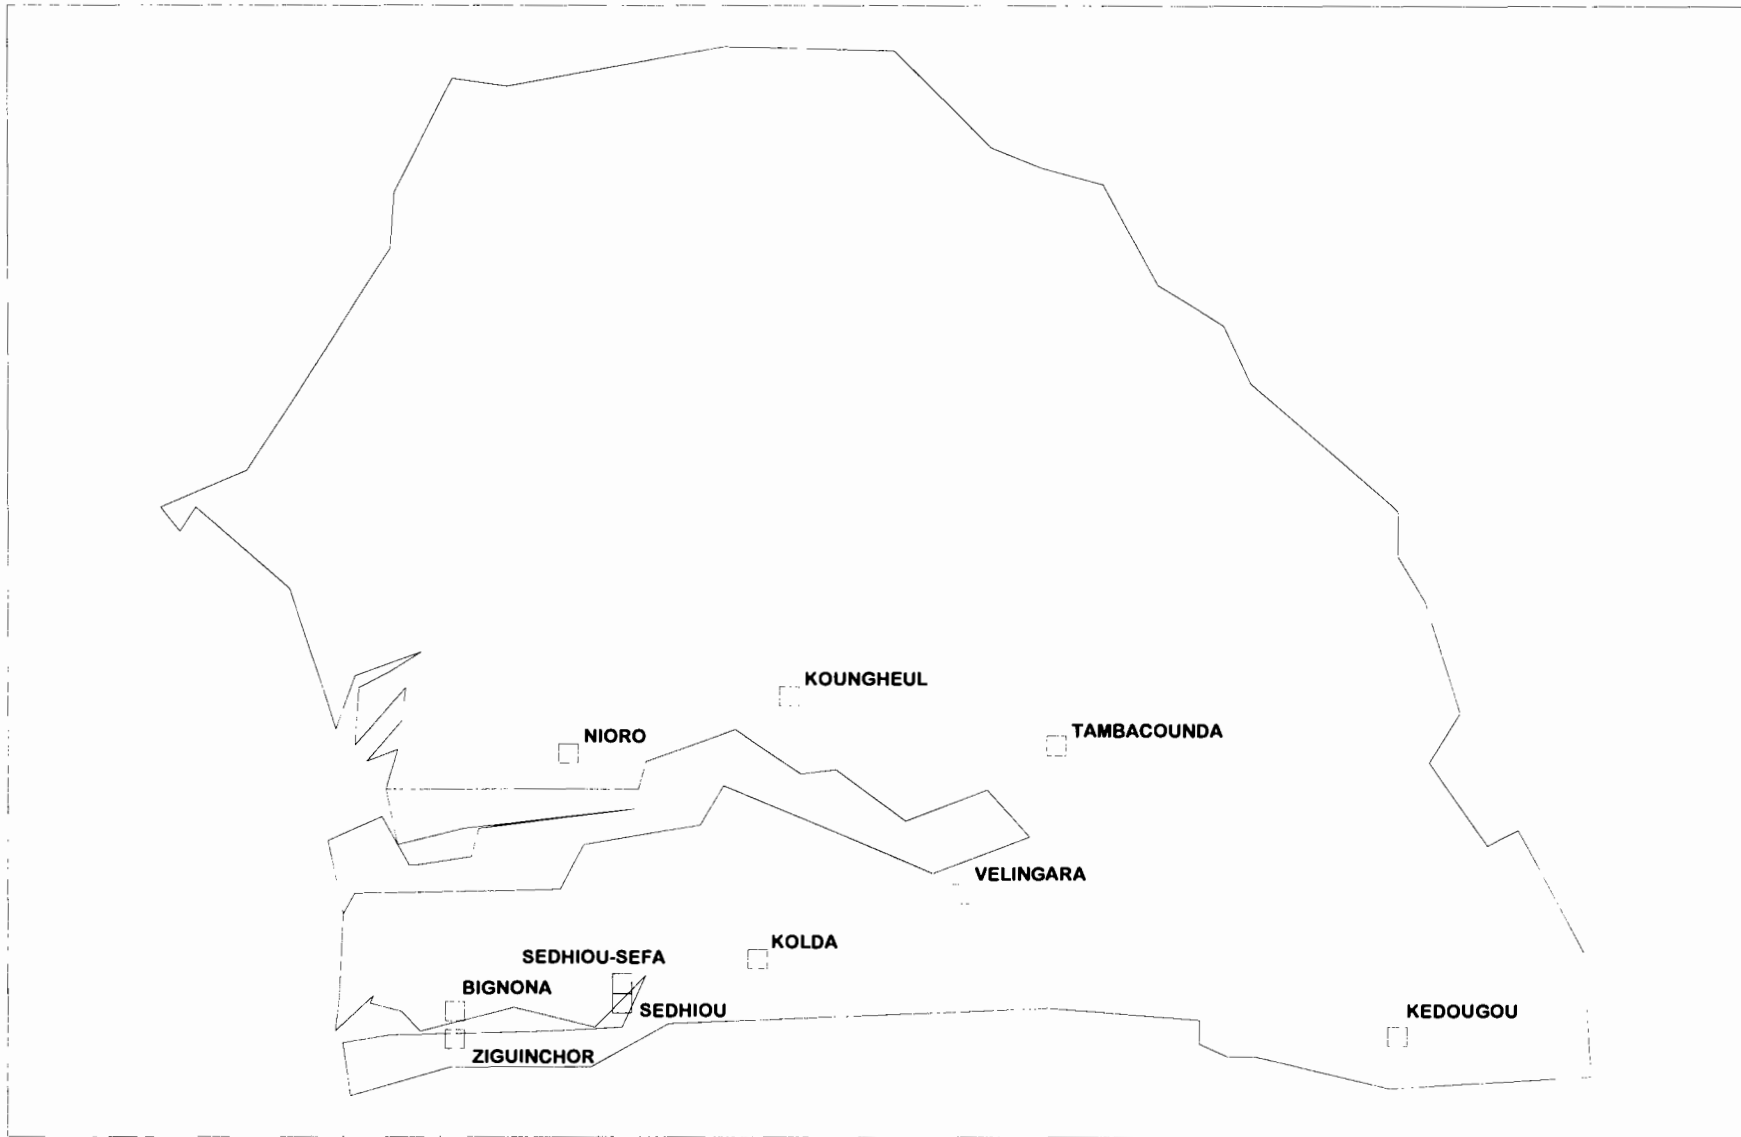 KOUNGHEUL
TAMBACOUNDA
NIORO
VELINGARA
KOLDA
SEDHIOU-SEFA
BIGNONA
SEDHIOU
KEDOUGOU
ZIGUINCHOR